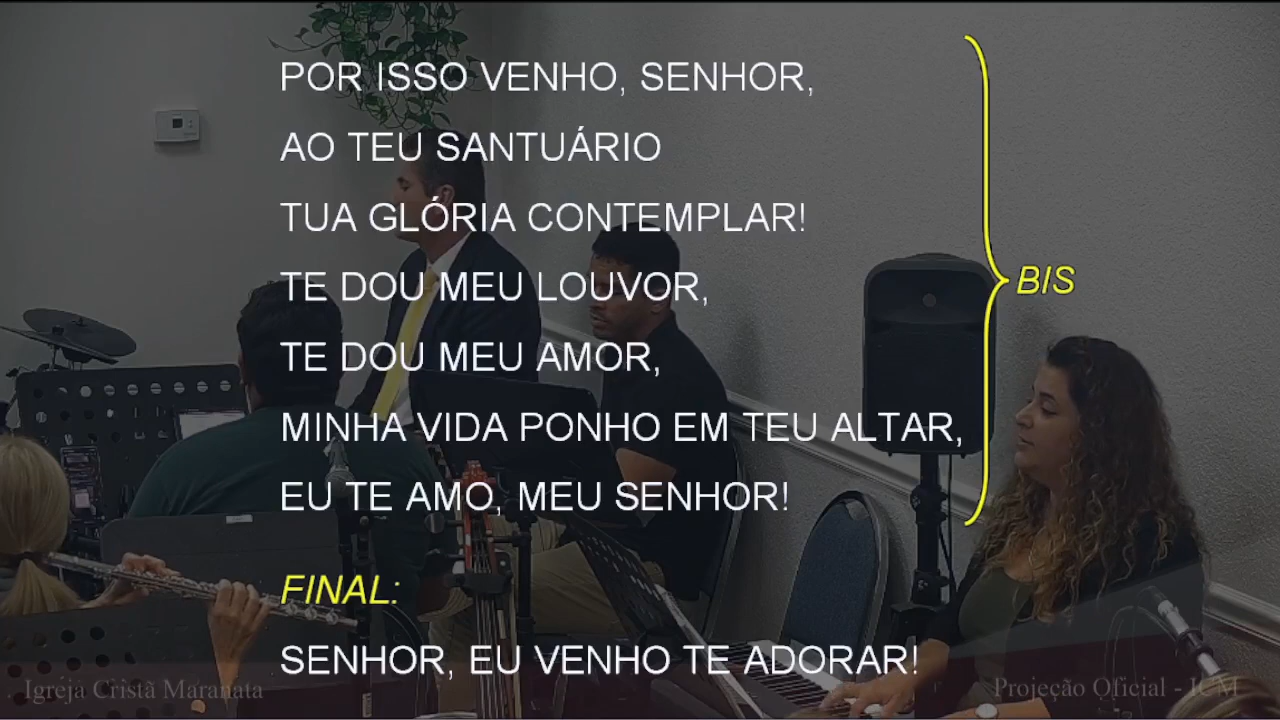 POR ISSO VENHO, SENHOR,
AO TEU SANTUÁRIO
TUA GLÓRIA CONTEMPLAR!
TE DOU MEU LOUVOR,
TE DOU MEU AMOR,
MINHA VIDA PONHO EM TEU ALTAR,
EU TE AMO, MEU SENHOR!
BIS
FINAL:
SENHOR, EU VENHO TE ADORAR!
Igreja Cristã Maranata
Projeção Oficial - ICM